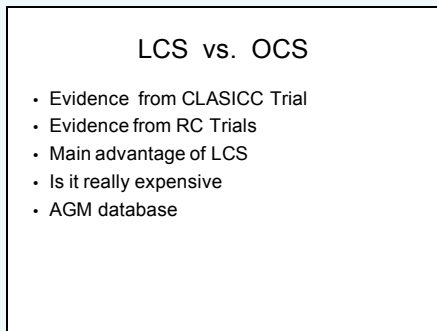 LCS vs. OCS
• Evidence from CLASICC Trial
• Evidence from RC Trials
• Main advantage of LCS
• Is it really expensive
• AGM database